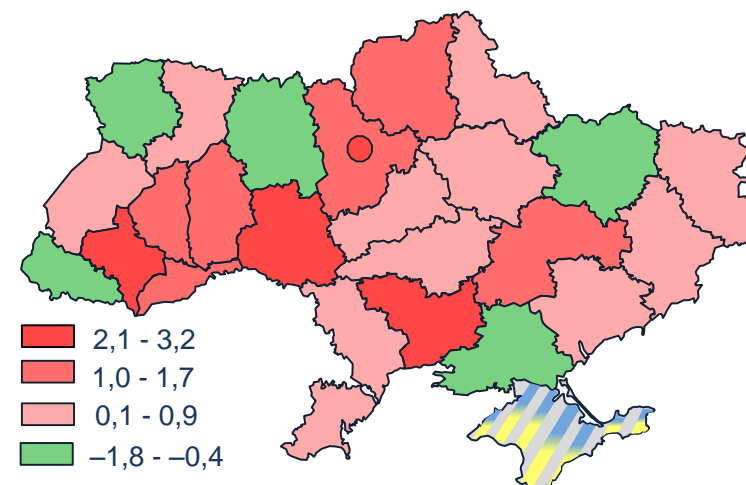 2,1 - 3,2
1,0 - 1,7
0,1 - 0,9
–1,8 - –0,4